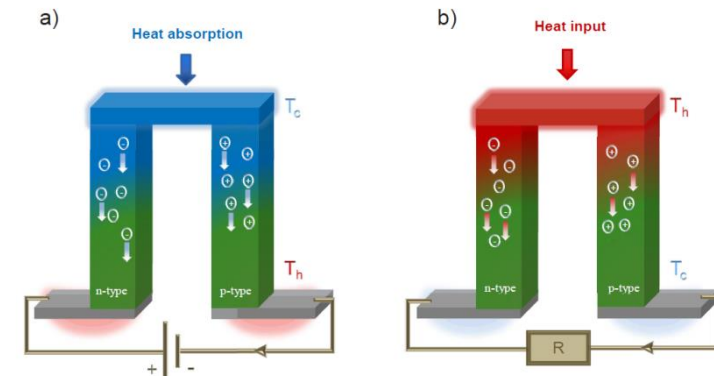 a)
Heat absorption
Tc
n-type
p-type
Th
+ -
b)
Heat input
Th
n-type
p-type
Tc
R